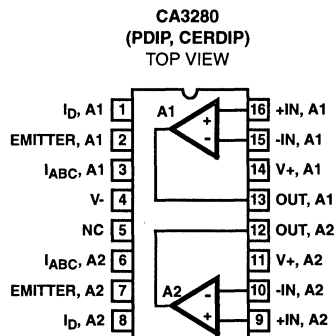 CA3280
(PDIP, CERDIP)
TOP VIEW
I_D, A1 1 16 +IN, A1
A1 +
EMITTER, A1 2 - 15 -IN, A1
I_ABC, A1 3 14 V+, A1
V- 4 13 OUT, A1
NC 5 12 OUT, A2
I_ABC, A2 6 11 V+, A2
EMITTER, A2 7 A2 - 10 -IN, A2
+
I_D, A2 8 9 +IN, A2